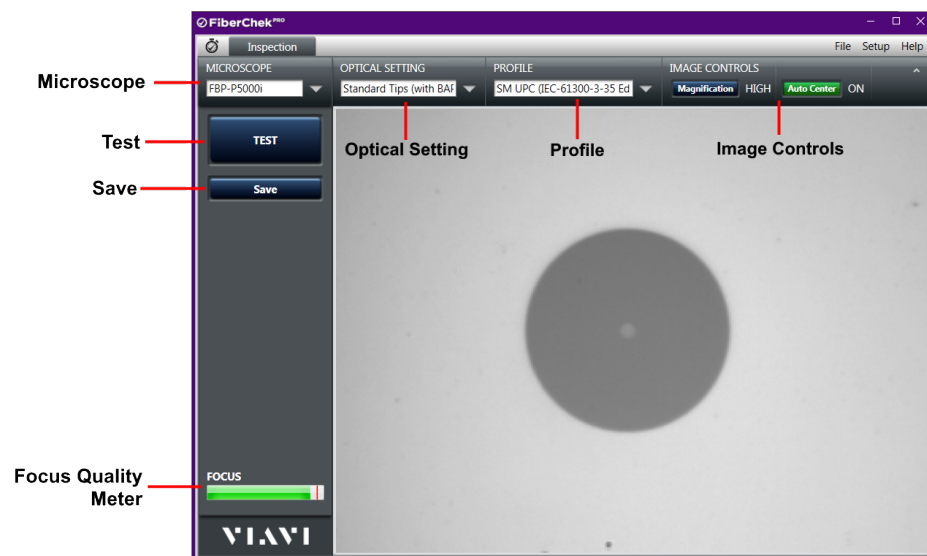 FiberChek PRO
Inspection
File Setup Help
MICROSCOPE
OPTICAL SETTING
PROFILE
IMAGE CONTROLS
Microscope
FBP-P5000i
Standard Tips (with BAF
SM UPC (IEC-61300-3-35 Ed
Magnification HIGH Auto Center ON
Test
TEST
Optical Setting
Profile
Image Controls
Save
Save
Focus Quality
Meter
FOCUS
VIAVI